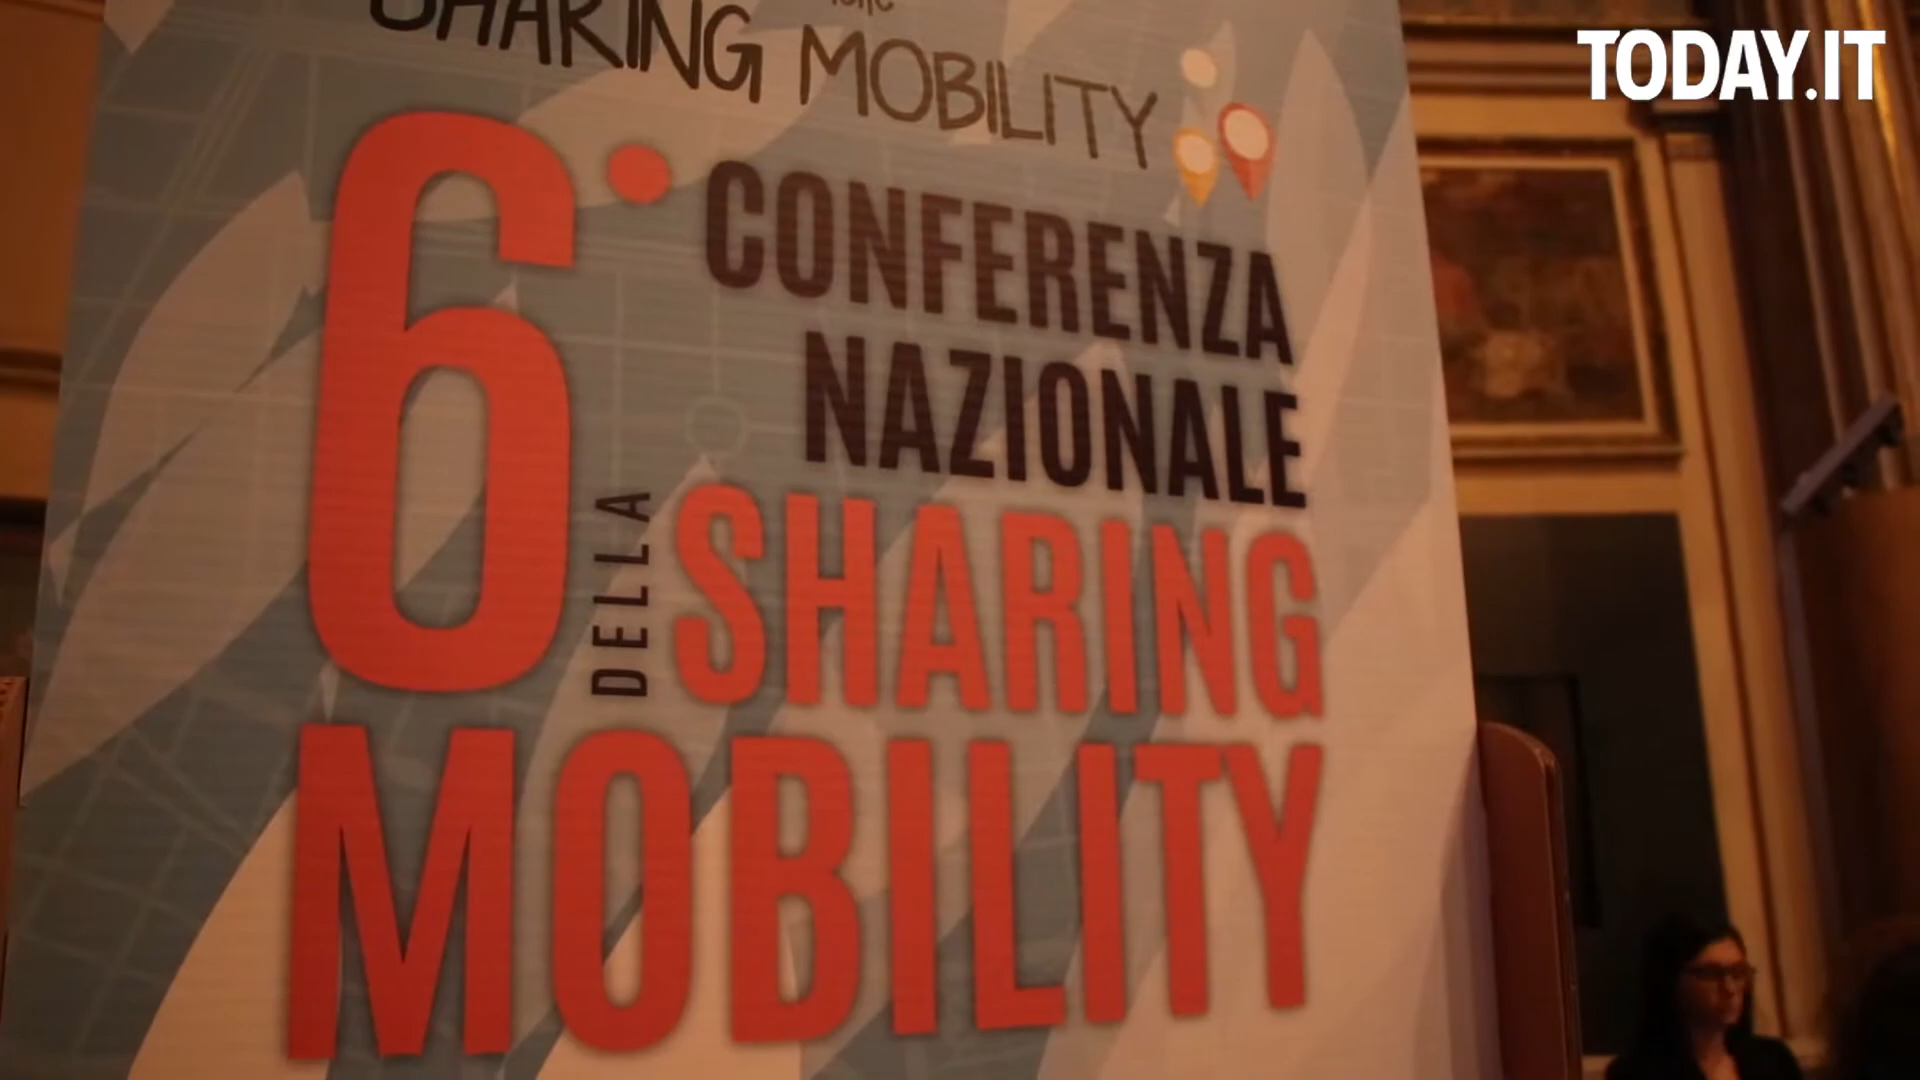 SHARING MOBILITY
TODAY.IT
6°
CONFERENZA
NAZIONALE
DELLA
SHARING
MOBILITY